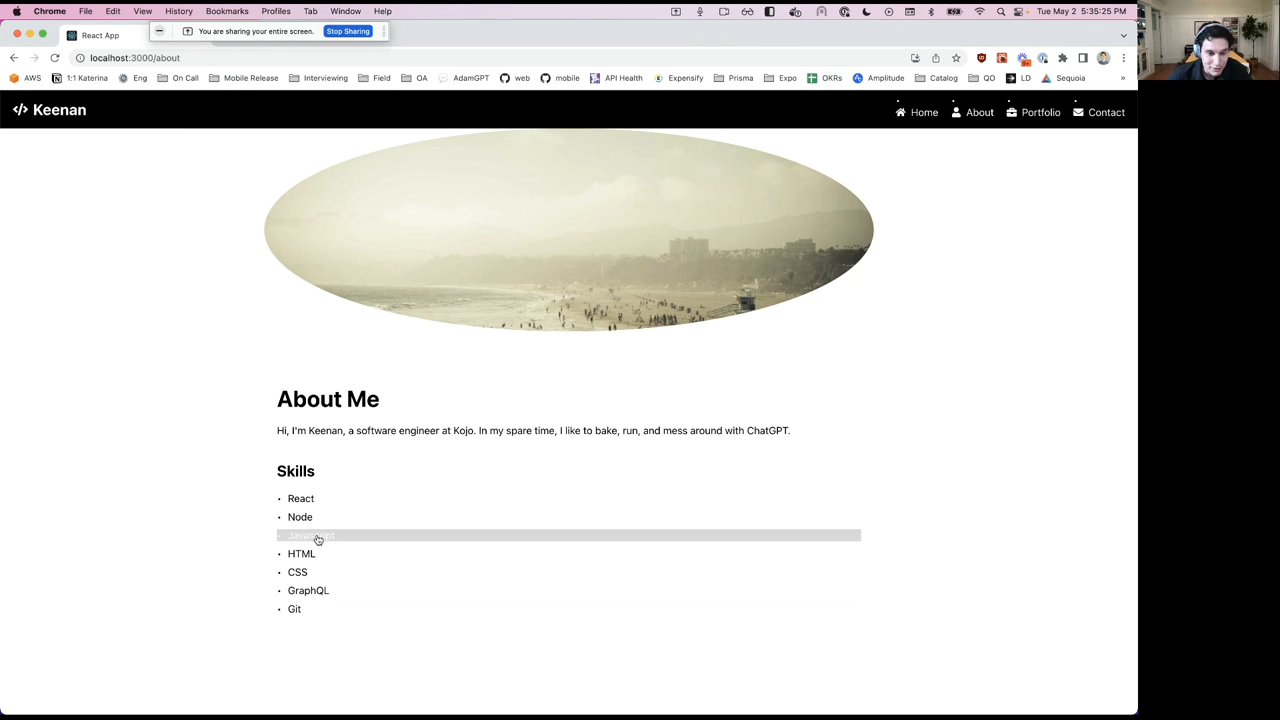 Chrome File Edit View History Bookmarks Profiles Tab Window Help Tue May 2 5:35:25 PM
React App
You are sharing your entire screen. Stop Sharing
localhost:3000/about
AWS 1:1 Katerina Eng On Call Mobile Release Interviewing Field OA AdamGPT web mobile API Health Expensify Prisma Expo OKRs Amplitude Catalog QO LD Sequoia »
</> Keenan Home About Portfolio Contact
About Me
Hi, I'm Keenan, a software engineer at Kojo. In my spare time, I like to bake, run, and mess around with ChatGPT.
Skills
• React
• Node
• Javascript
• HTML
• CSS
• GraphQL
• Git